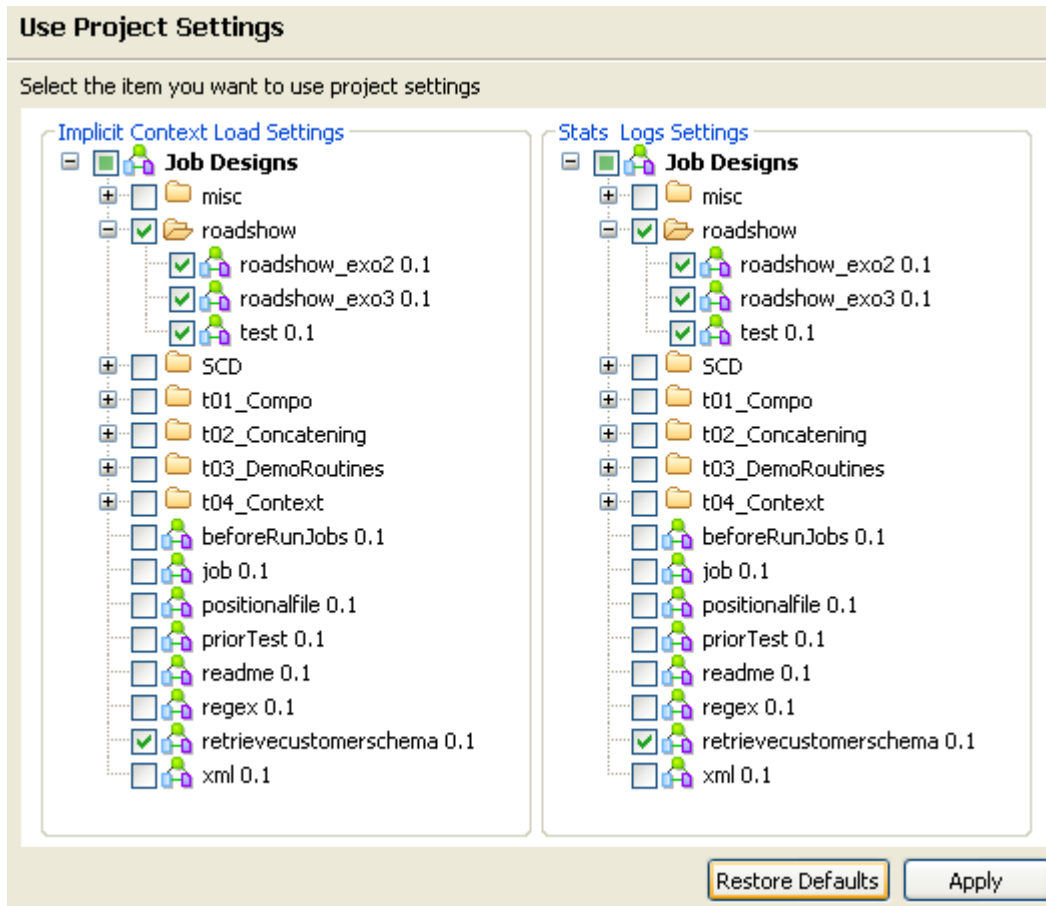 Use Project Settings
Select the item you want to use project settings
Implicit Context Load Settings
Job Designs
misc
roadshow
roadshow_exo2 0.1
roadshow_exo3 0.1
test 0.1
SCD
t01_Compo
t02_Concatening
t03_DemoRoutines
t04_Context
beforeRunJobs 0.1
job 0.1
positionalfile 0.1
priorTest 0.1
readme 0.1
regex 0.1
retrievecustomerschema 0.1
xml 0.1
Stats Logs Settings
Job Designs
misc
roadshow
roadshow_exo2 0.1
roadshow_exo3 0.1
test 0.1
SCD
t01_Compo
t02_Concatening
t03_DemoRoutines
t04_Context
beforeRunJobs 0.1
job 0.1
positionalfile 0.1
priorTest 0.1
readme 0.1
regex 0.1
retrievecustomerschema 0.1
xml 0.1
Restore Defaults
Apply